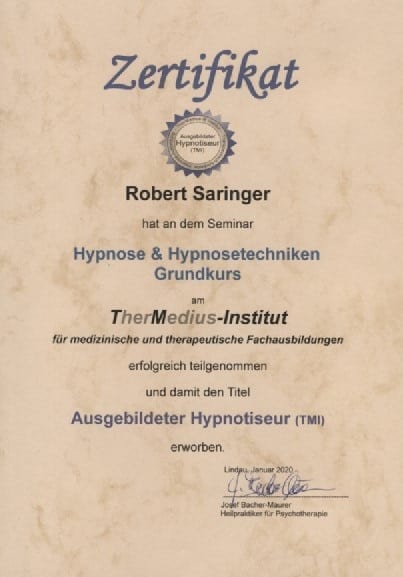 Zertifikat
Ausgebildeter
Hypnotiseur
(TMI)
Robert Saringer
hat an dem Seminar
Hypnose & Hypnosetechniken
Grundkurs
am
TherMedius-Institut
für medizinische und therapeutische Fachausbildungen
erfolgreich teilgenommen
und damit den Titel
Ausgebildeter Hypnotiseur (TMI)
erworben.
Lindau, Januar 2020
Josef Bacher-Maurer
Heilpraktiker für Psychotherapie